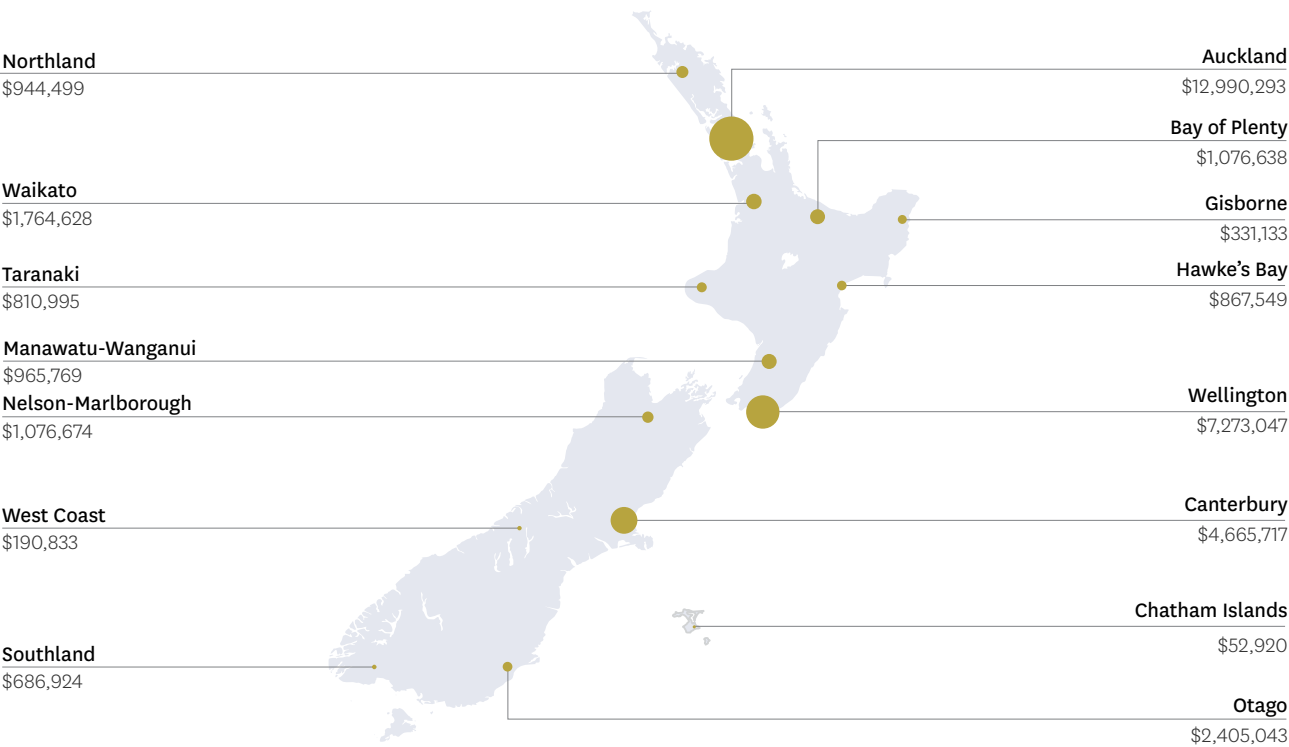 Northland
$944,499
Waikato
$1,764,628
Taranaki
$810,995
Manawatu-Wanganui
$965,769
Nelson-Marlborough
$1,076,674
West Coast
$190,833
Southland
$686,924
Auckland
$12,990,293
Bay of Plenty
$1,076,638
Gisborne
$331,133
Hawke’s Bay
$867,549
Wellington
$7,273,047
Canterbury
$4,665,717
Chatham Islands
$52,920
Otago
$2,405,043